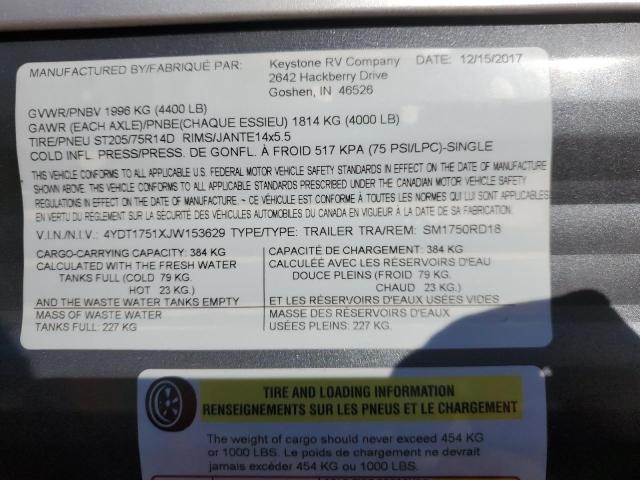 MANUFACTURED BY/FABRIQUÉ PAR: Keystone RV Company DATE: 12/15/2017
2642 Hackberry Drive
Goshen, IN 46526
GVWR/PNBV 1996 KG (4400 LB)
GAWR (EACH AXLE)/PNBE(CHAQUE ESSIEU) 1814 KG (4000 LB)
TIRE/PNEU ST205/75R14D RIMS/JANTE14x5.5
COLD INFL. PRESS/PRESS. DE GONFL. À FROID 517 KPA (75 PSI/LPC)-SINGLE
THIS VEHICLE CONFORMS TO ALL APPLICABLE U.S. FEDERAL MOTOR VEHICLE SAFETY STANDARDS IN EFFECT ON THE DATE OF
MANUFACTURE SHOWN ABOVE. THIS VEHICLE CONFORMS TO ALL APPLICABLE STANDARDS PRESCRIBED UNDER THE CANADIAN MOTOR VEHICLE SAFETY
REGULATIONS IN EFFECT ON THE DATE OF MANUFACTURE ~ CE VÉHICULE EST CONFORME À TOUTES LES NORMES QUI LUI SONT APPLICABLES
EN VERTU DU RÈGLEMENT SUR LA SÉCURITÉ DES VÉHICULES AUTOMOBILES DU CANADA EN VIGUEUR À LA DATE DE SA FABRICATION.
V.I.N./N.I.V.: 4YDT1751XJW153629 TYPE/TYPE: TRAILER TRA/REM: SM1750RD18
CARGO-CARRYING CAPACITY: 384 KG
CALCULATED WITH THE FRESH WATER
TANKS FULL (COLD 79 KG.
HOT 23 KG.)
AND THE WASTE WATER TANKS EMPTY
MASS OF WASTE WATER
TANKS FULL: 227 KG
CAPACITÉ DE CHARGEMENT: 384 KG
CALCULÉE AVEC LES RÉSERVOIRS D'EAU
DOUCE PLEINS (FROID 79 KG.
CHAUD 23 KG.)
ET LES RÉSERVOIRS D'EAUX USÉES VIDES
MASSE DES RÉSERVOIRS D'EAUX
USÉES PLEINS: 227 KG
TIRE AND LOADING INFORMATION
RENSEIGNEMENTS SUR LES PNEUS ET LE CHARGEMENT
The weight of cargo should never exceed 454 KG
or 1000 LBS. Le poids de chargement ne devrait
jamais excéder 454 KG ou 1000 LBS.